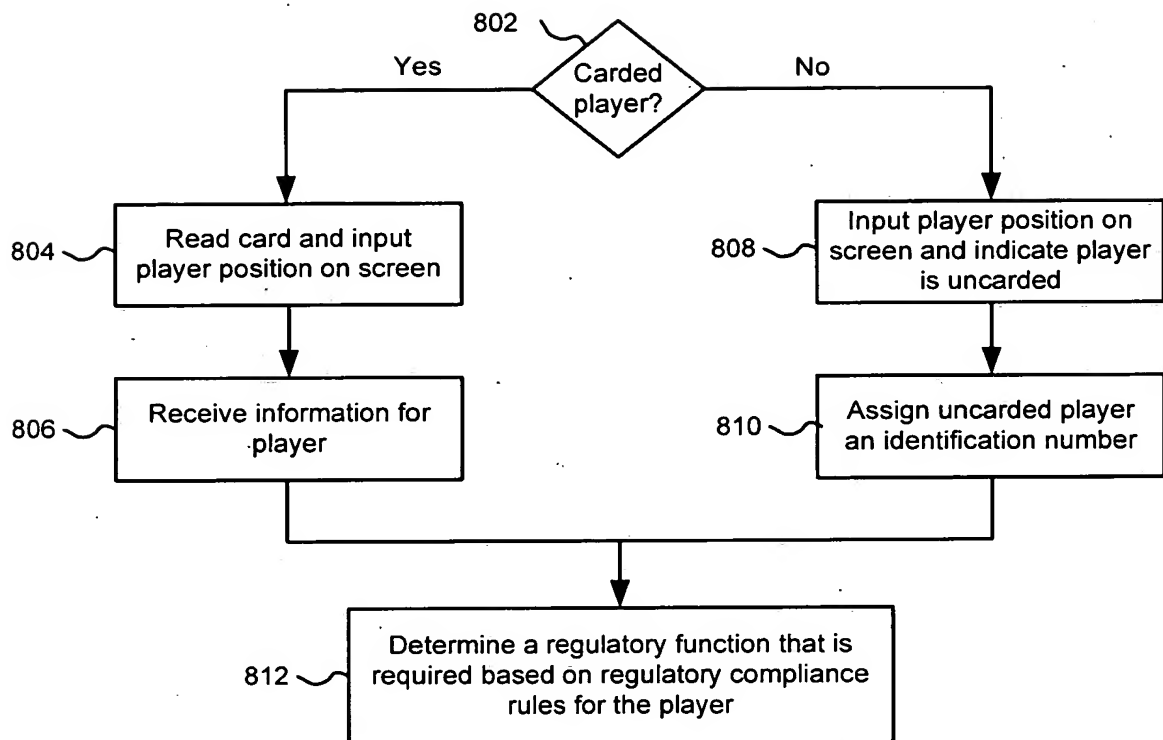 802
Yes
Carded
player?
No
804
Read card and input
player position on screen
808
Input player position on
screen and indicate player
is uncarded
806
Receive information for
player
810
Assign uncarded player
an identification number
812
Determine a regulatory function that is
required based on regulatory compliance
rules for the player